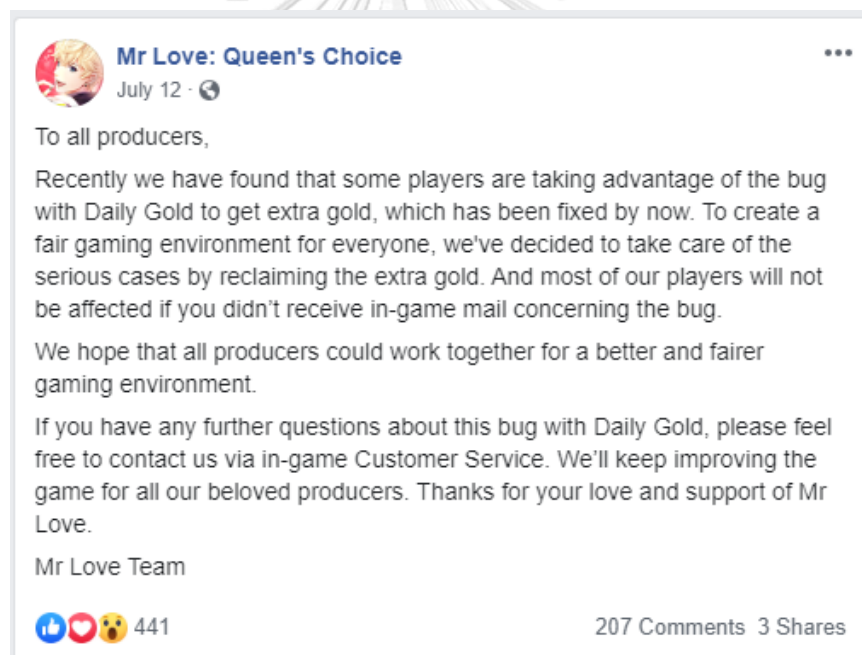 Mr Love: Queen's Choice
July 12 ·
To all producers,
Recently we have found that some players are taking advantage of the bug
with Daily Gold to get extra gold, which has been fixed by now. To create a
fair gaming environment for everyone, we've decided to take care of the
serious cases by reclaiming the extra gold. And most of our players will not
be affected if you didn’t receive in-game mail concerning the bug.
We hope that all producers could work together for a better and fairer
gaming environment.
If you have any further questions about this bug with Daily Gold, please feel
free to contact us via in-game Customer Service. We’ll keep improving the
game for all our beloved producers. Thanks for your love and support of Mr
Love.
Mr Love Team
441 207 Comments 3 Shares